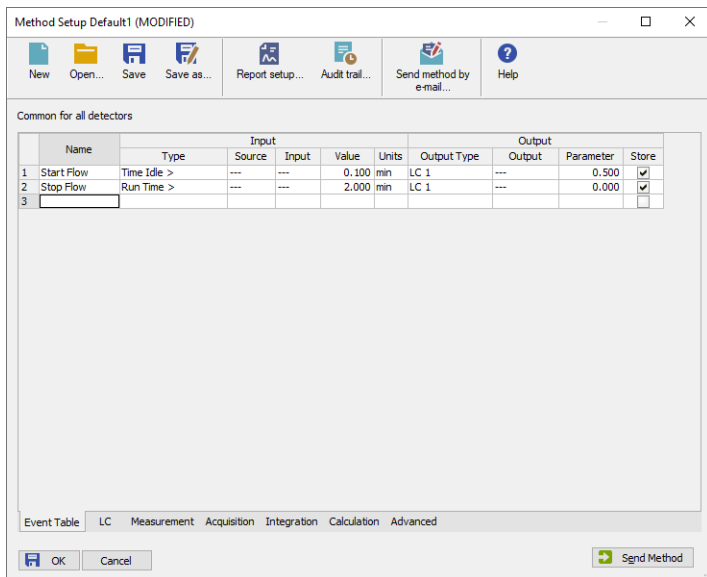 Method Setup Default1 (MODIFIED)
New Open... Save Save as... Report setup... Audit trail... Send method by e-mail... Help
Common for all detectors
Name Input Output
Type Source Input Value Units Output Type Output Parameter Store
1 Start Flow Time Idle > --- --- 0.100 min LC 1 --- 0.500
2 Stop Flow Run Time > --- --- 2.000 min LC 1 --- 0.000
3
Event Table LC Measurement Acquisition Integration Calculation Advanced
OK Cancel Send Method